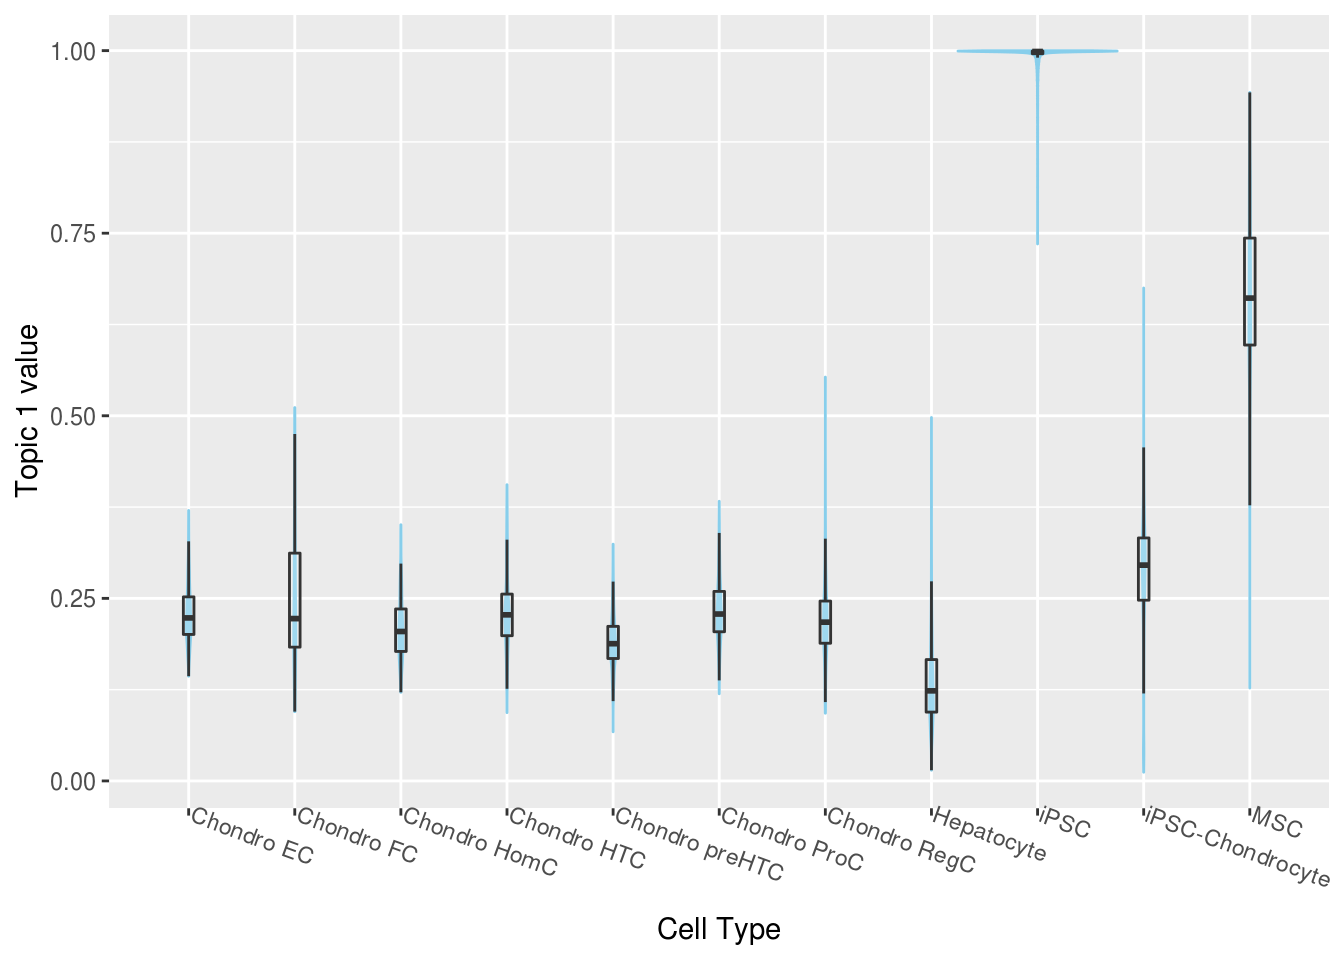 1.00
0.75
0.50
0.25
0.00
Topic 1 value
Chondro EC
Chondro FC
Chondro HomC
Chondro HTC
Chondro preHTC
Chondro ProC
Chondro RegC
Hepatocyte
iPSC
iPSC-Chondrocyte
MSC
Cell Type